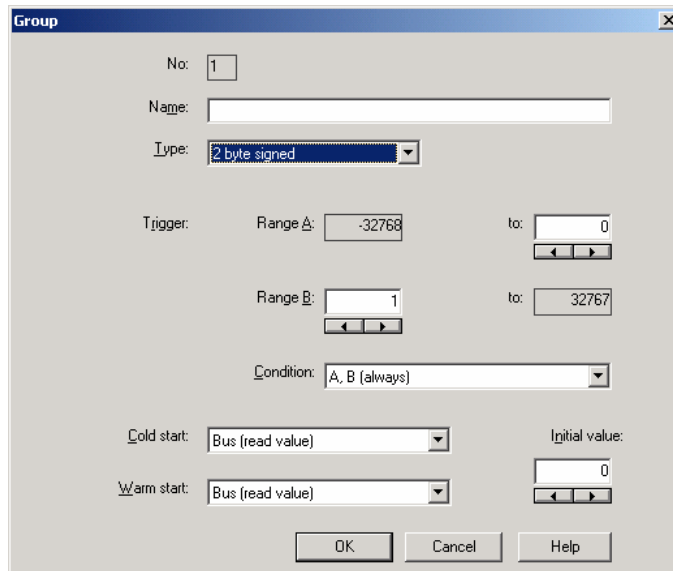 Group
No: 1
Name:
Type: 2 byte signed
Trigger: Range A: -32768 to: 0
Range B: 1 to: 32767
Condition: A, B (always)
Cold start: Bus (read value) Initial value:
0
Warm start: Bus (read value)
OK Cancel Help